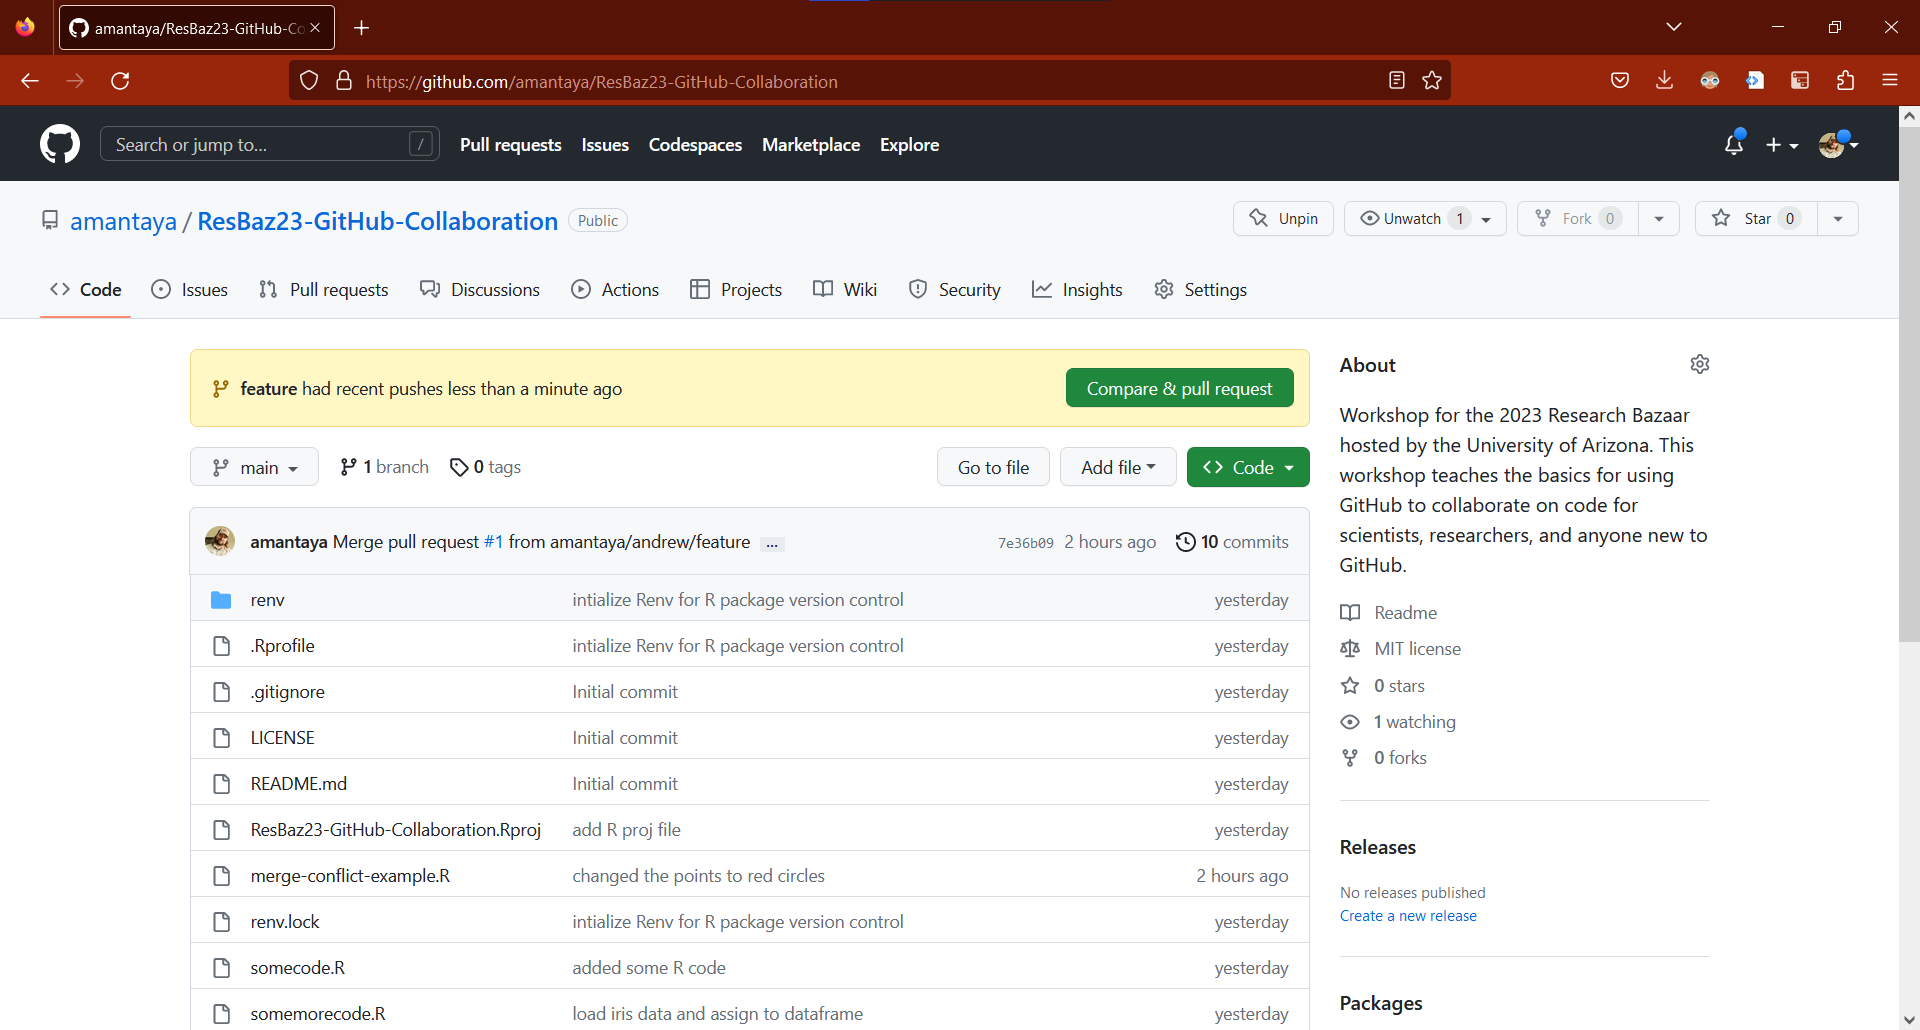 amantaya/ResBaz23-GitHub-Co
https://github.com/amantaya/ResBaz23-GitHub-Collaboration
Search or jump to... /
Pull requests Issues Codespaces Marketplace Explore
amantaya / ResBaz23-GitHub-Collaboration Public
Unpin Unwatch 1 Fork 0 Star 0
Code Issues Pull requests Discussions Actions Projects Wiki Security Insights Settings
feature had recent pushes less than a minute ago Compare & pull request
main 1 branch 0 tags Go to file Add file Code
amantaya Merge pull request #1 from amantaya/andrew/feature ... 7e36b09 2 hours ago 10 commits
renv intialize Renv for R package version control yesterday
.Rprofile intialize Renv for R package version control yesterday
.gitignore Initial commit yesterday
LICENSE Initial commit yesterday
README.md Initial commit yesterday
ResBaz23-GitHub-Collaboration.Rproj add R proj file yesterday
merge-conflict-example.R changed the points to red circles 2 hours ago
renv.lock intialize Renv for R package version control yesterday
somecode.R added some R code yesterday
somemorecode.R load iris data and assign to dataframe yesterday
About
Workshop for the 2023 Research Bazaar
hosted by the University of Arizona. This
workshop teaches the basics for using
GitHub to collaborate on code for
scientists, researchers, and anyone new to
GitHub.
Readme
MIT license
0 stars
1 watching
0 forks
Releases
No releases published
Create a new release
Packages